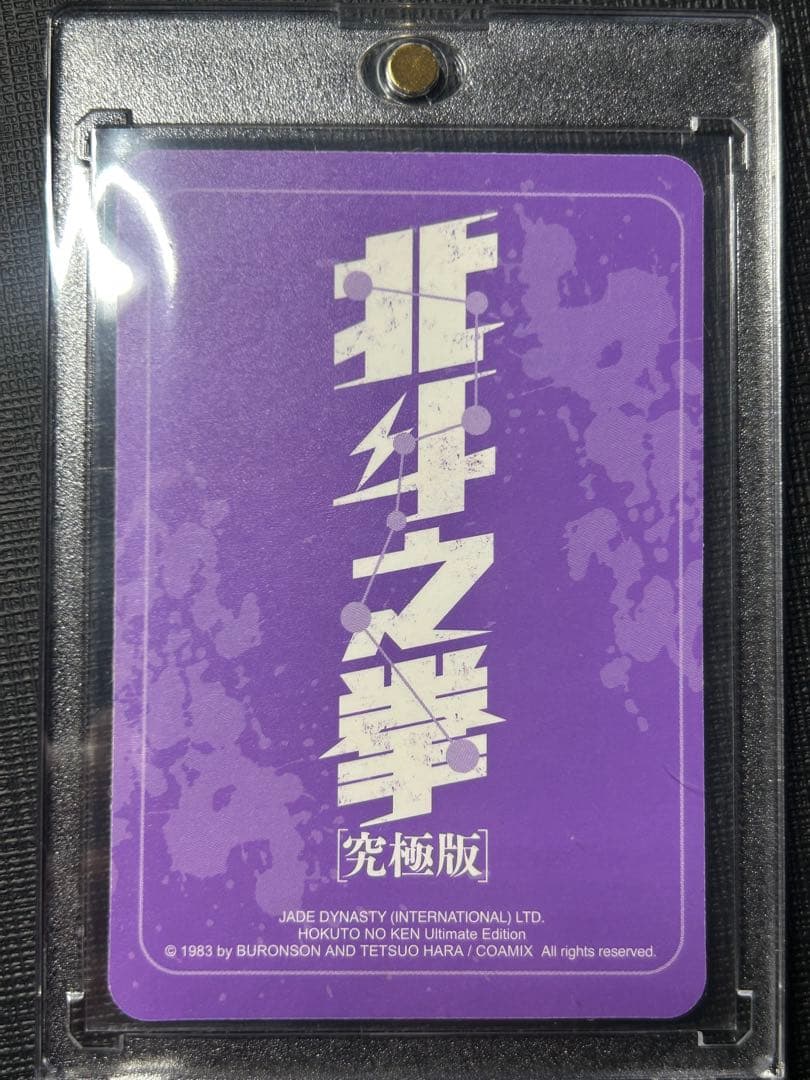 北斗之拳
[究極版]
JADE DYNASTY (INTERNATIONAL) LTD.
HOKUTO NO KEN Ultimate Edition
© 1983 by BURONSON AND TETSUO HARA / COAMIX All rights reserved.